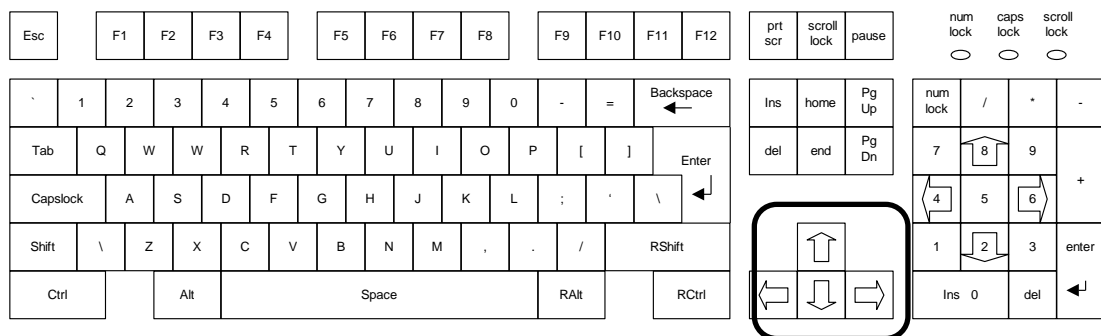 Esc F1 F2 F3 F4 F5 F6 F7 F8 F9 F10 F11 F12 prt scr scroll lock pause num lock caps lock scroll lock
` 1 2 3 4 5 6 7 8 9 0 - = Backspace Ins home Pg Up num lock / * -
Tab Q W W R T Y U I O P [ ] Enter del end Pg Dn 7 8 9 +
Capslock A S D F G H J K L ; ' \ 4 5 6
Shift \ Z X C V B N M , . / RShift 1 2 3 enter
Ctrl Alt Space RAlt RCtrl Ins 0 del